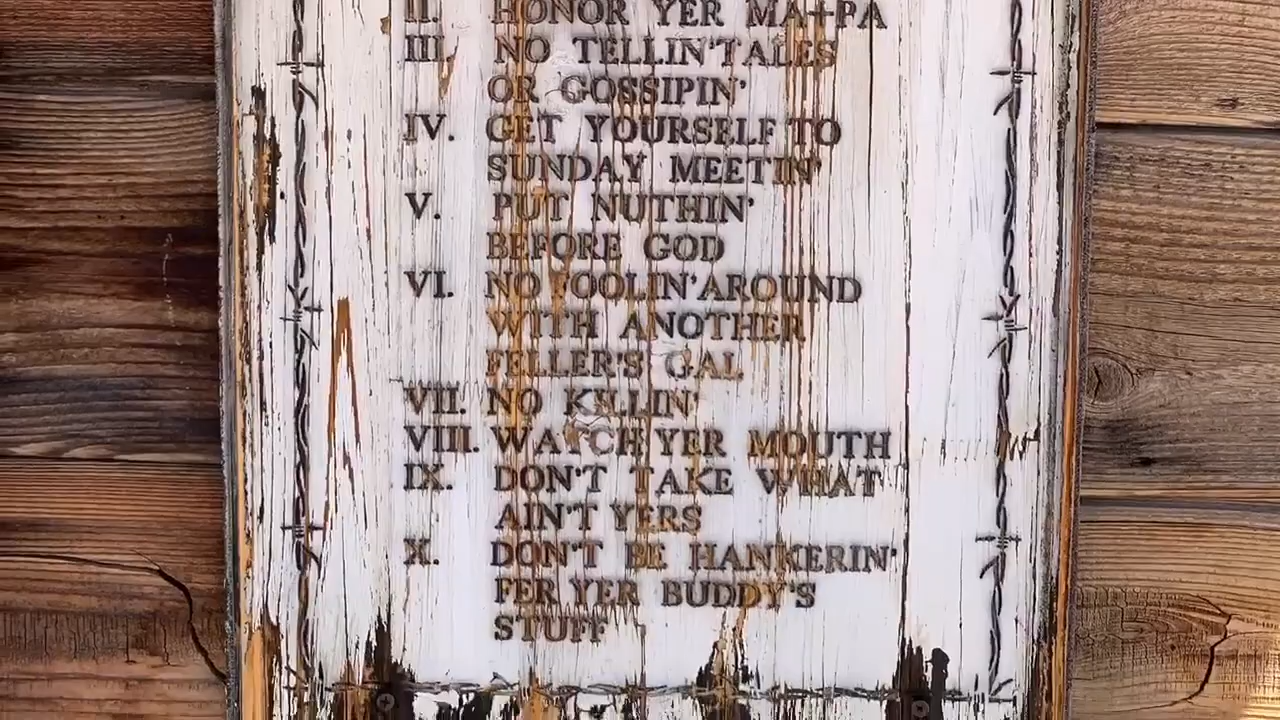 II. HONOR YER MA+PA
III. NO TELLIN' TALES
OR GOSSIPIN'
IV. GET YOURSELF TO
SUNDAY MEETIN'
V. PUT NUTHIN'
BEFORE GOD
VI. NO FOOLIN' AROUND
WITH ANOTHER
FELLER'S GAL
VII. NO KILLIN'
VIII. WATCH YER MOUTH
IX. DON'T TAKE WHAT
AIN'T YERS
X. DON'T BE HANKERIN'
FER YER BUDDY'S
STUFF